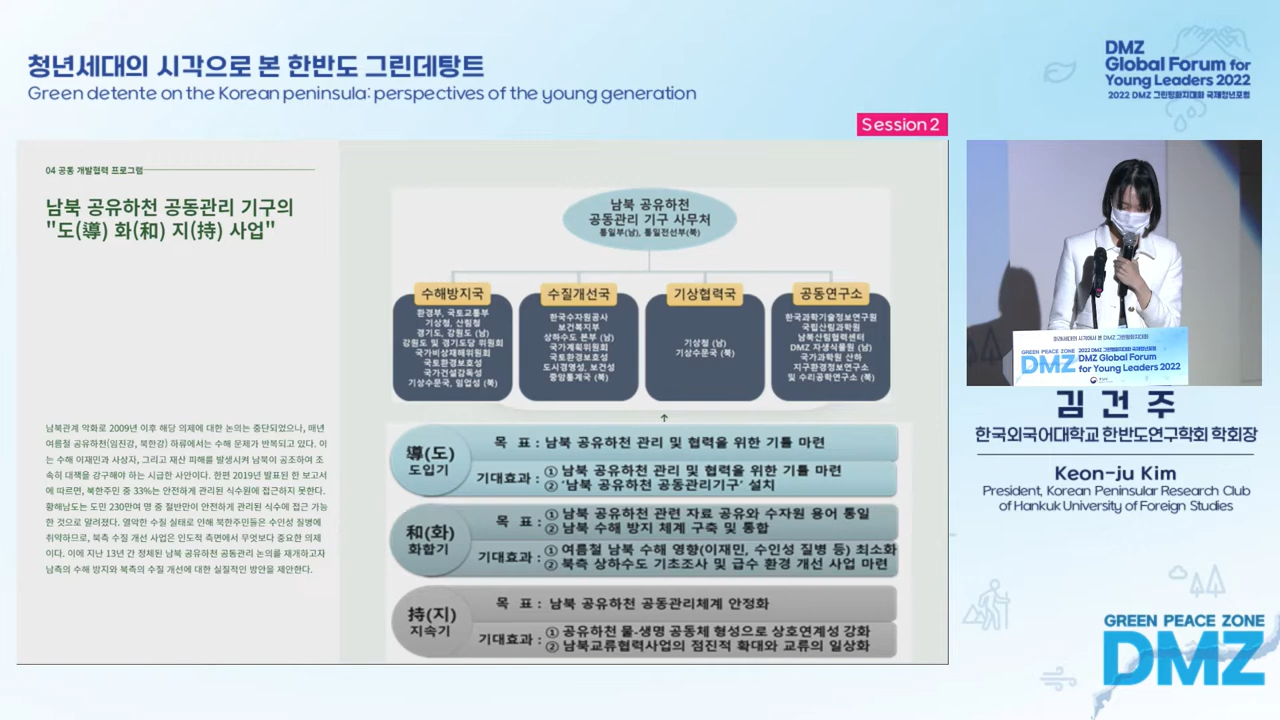 청년세대의 시각으로 본 한반도 그린데탕트
Green detente on the Korean peninsula: perspectives of the young generation
DMZ
Global Forum for
Young Leaders 2022
2022 DMZ 그린평화지대화 국제청년포럼
Session 2
04 공동 개발협력 프로그램
남북 공유하천 공동관리 기구의
"도(導) 화(和) 지(持) 사업"
남북관계 악화로 2009년 이후 해당 의제에 대한 논의는 중단되었으나, 매년
여름철 공유하천(임진강, 북한강) 하류에서는 수해 문제가 반복되고 있다. 이
는 수해 이재민과 사상자, 그리고 재산 피해를 발생시켜 남북이 공조하여 조
속히 대책을 강구해야 하는 시급한 사안이다. 한편 2019년 발표된 한 보고서
에 따르면, 북한주민 중 33%는 안전하게 관리된 식수원에 접근하지 못한다.
황해남도는 도민 230만여 명 중 절반만이 안전하게 관리된 식수에 접근 가능
한 것으로 알려졌다. 열악한 수질 실태로 인해 북한주민들은 수인성 질병에
취약하므로, 북측 수질 개선 사업은 인도적 측면에서 무엇보다 중요한 의제
이다. 이에 지난 13년 간 정체된 남북 공유하천 공동관리 논의를 재개하고자
남측의 수해 방지와 북측의 수질 개선에 대한 실질적인 방안을 제안한다.
남북 공유하천
공동관리 기구 사무처
통일부(남), 통일전선부(북)
수해방지국
환경부, 국토교통부
기상청, 산림청
경기도, 강원도 (남)
강원도 및 경기도당 위원회
국가비상재해위원회
국토환경보호성
국가건설감독성
기상수문국, 임업성 (북)
수질개선국
한국수자원공사
보건복지부
상하수도 본부 (남)
국가계획위원회
국토환경보호성
도시경영성, 보건성
중앙통계국 (북)
기상협력국
기상청 (남)
기상수문국 (북)
공동연구소
한국과학기술정보연구원
국립산림과학원
남북산림협력센터
DMZ 자생식물원 (남)
국가과학원 산하
지구환경정보연구소
및 수리공학연구소 (북)
導(도)
도입기
목 표 : 남북 공유하천 관리 및 협력을 위한 기틀 마련
기대효과 : ① 남북 공유하천 관리 및 협력을 위한 기틀 마련
② '남북 공유하천 공동관리기구' 설치
和(화)
화합기
목 표 : ① 남북 공유하천 관련 자료 공유와 수자원 용어 통일
② 남북 수해 방지 체계 구축 및 통합
기대효과 : ① 여름철 남북 수해 영향(이재민, 수인성 질병 등) 최소화
② 북측 상하수도 기초조사 및 급수 환경 개선 사업 마련
持(지)
지속기
목 표 : 남북 공유하천 공동관리체계 안정화
기대효과 : ① 공유하천 물-생명 공동체 형성으로 상호연계성 강화
② 남북교류협력사업의 점진적 확대와 교류의 일상화
미래세대의 시각에서 본 DMZ 그린평화지대화
GREEN PEACE ZONE
DMZ
2022 DMZ 그린평화지대화 국제청년포럼
DMZ Global Forum
for Young Leaders 2022
김 건 주
한국외국어대학교 한반도연구학회 학회장
Keon-ju Kim
President, Korean Peninsular Research Club
of Hankuk University of Foreign Studies
GREEN PEACE ZONE
DMZ